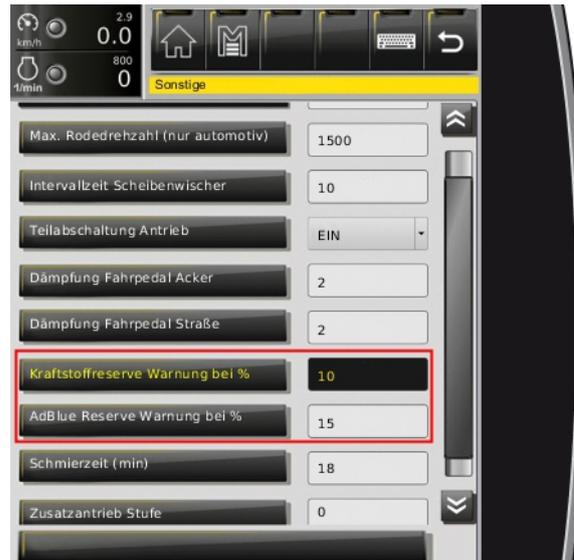 2.9
km/h 0.0
800
1/min 0
Sonstige
Max. Rodedrehzahl (nur automotiv) 1500
Intervallzeit Scheibenwischer 10
Teilabschaltung Antrieb EIN
Dämpfung Fahrpedal Acker 2
Dämpfung Fahrpedal Straße 2
Kraftstoffreserve Warnung bei % 10
AdBlue Reserve Warnung bei % 15
Schmierzeit (min) 18
Zusatzantrieb Stufe 0